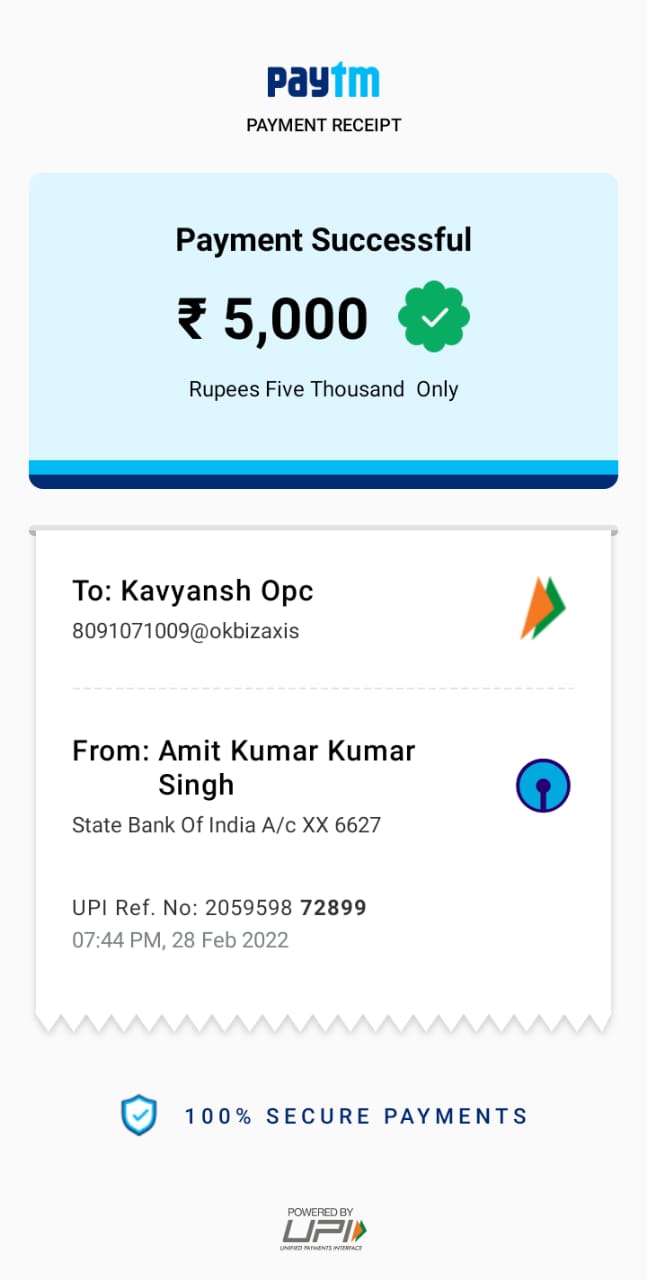 paytm
PAYMENT RECEIPT
Payment Successful
₹ 5,000
Rupees Five Thousand Only
To: Kavyansh Opc
8091071009@okbizaxis
From: Amit Kumar Kumar
Singh
State Bank Of India A/c XX 6627
UPI Ref. No: 2059598 72899
07:44 PM, 28 Feb 2022
100% SECURE PAYMENTS
POWERED BY
UPI
UNIFIED PAYMENTS INTERFACE